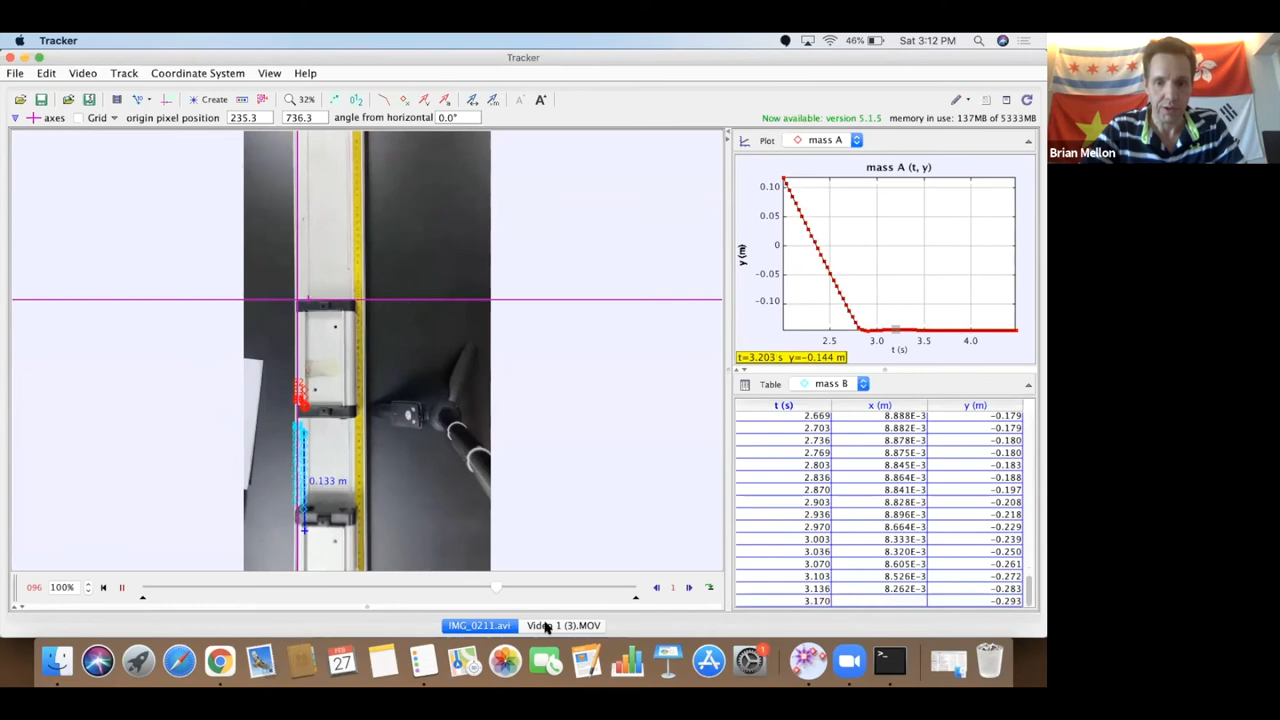 Tracker 46% Sat 3:12 PM
Tracker
File Edit Video Track Coordinate System View Help
Create 32%
axes Grid origin pixel position 235.3 736.3 angle from horizontal 0.0° Now available: version 5.1.5 memory in use: 137MB of 5333MB
Plot mass A
mass A (t, y)
y (m)
0.10
0.05
0
-0.05
-0.10
2.5 3.0 3.5 4.0
t (s)
t=3.203 s y=-0.144 m
Table mass B
t (s) x (m) y (m)
2.669 8.888E-3 -0.179
2.703 8.882E-3 -0.179
2.736 8.878E-3 -0.180
2.769 8.875E-3 -0.180
2.803 8.845E-3 -0.183
2.836 8.864E-3 -0.188
2.870 8.841E-3 -0.197
2.903 8.828E-3 -0.208
2.936 8.896E-3 -0.218
2.970 8.664E-3 -0.229
3.003 8.333E-3 -0.239
3.036 8.320E-3 -0.250
3.070 8.605E-3 -0.261
3.103 8.526E-3 -0.272
3.136 8.262E-3 -0.283
3.170 -0.293
0.133 m
096 100% 1
IMG_0211.avi Video 1 (3).MOV
FEB
27
Brian Mellon